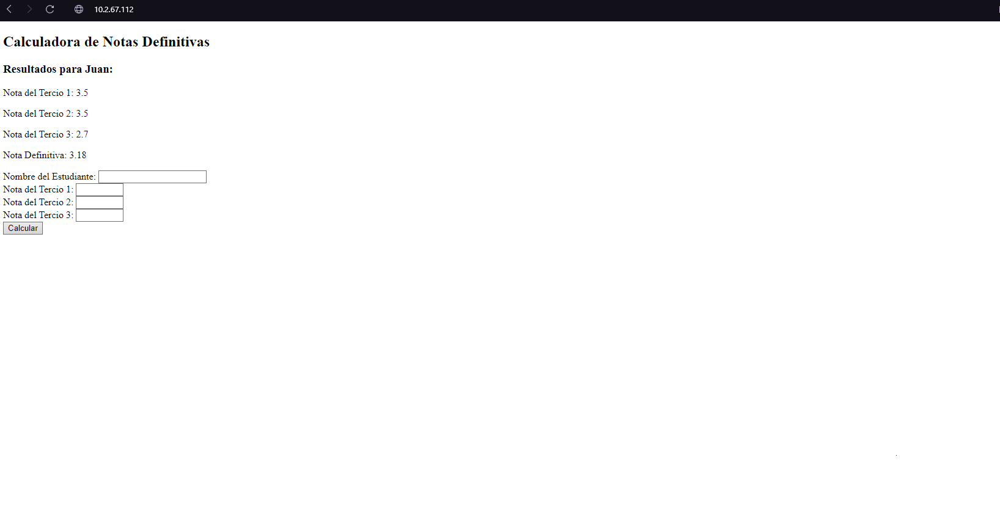 10.2.67.112
Calculadora de Notas Definitivas
Resultados para Juan:
Nota del Tercio 1: 3.5
Nota del Tercio 2: 3.5
Nota del Tercio 3: 2.7
Nota Definitiva: 3.18
Nombre del Estudiante:
Nota del Tercio 1:
Nota del Tercio 2:
Nota del Tercio 3:
Calcular